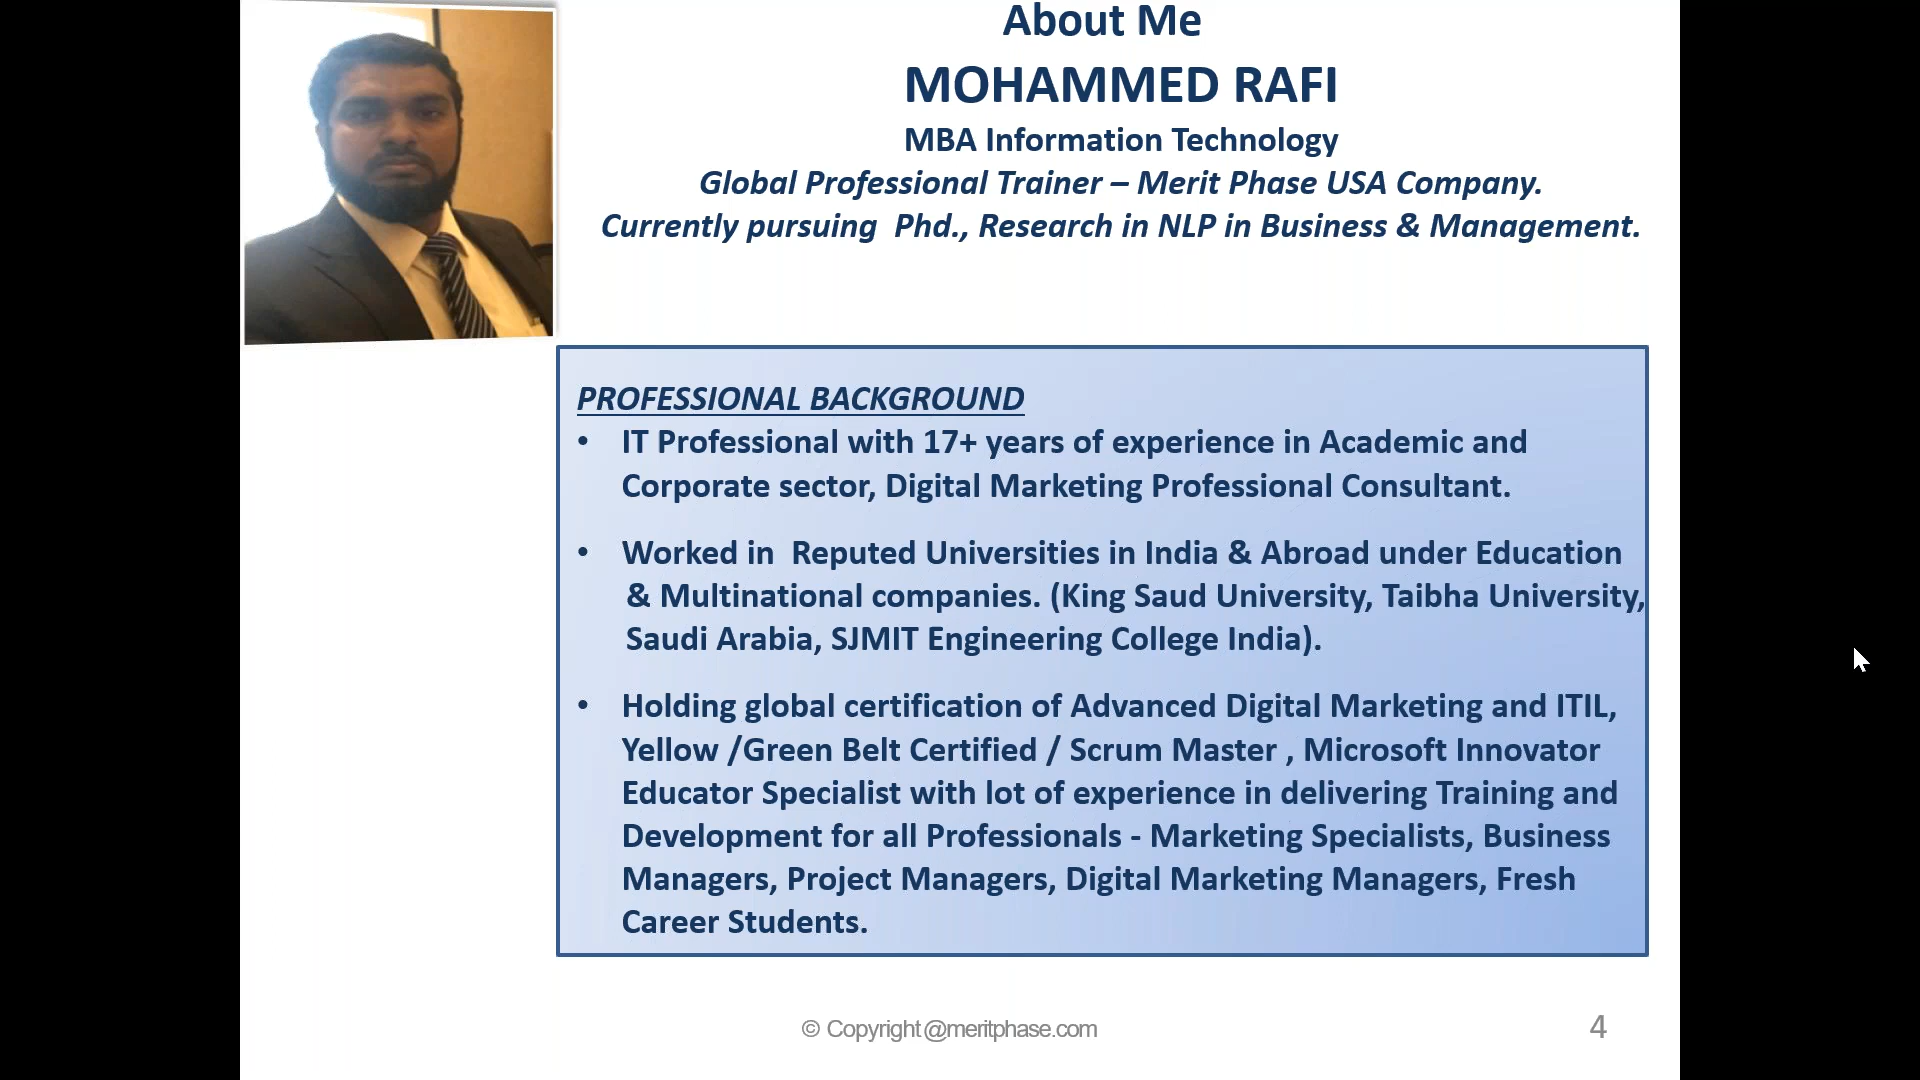 About Me
MOHAMMED RAFI
MBA Information Technology
Global Professional Trainer – Merit Phase USA Company.
Currently pursuing  Phd., Research in NLP in Business & Management.
PROFESSIONAL BACKGROUND
• IT Professional with 17+ years of experience in Academic and
Corporate sector, Digital Marketing Professional Consultant.
• Worked in  Reputed Universities in India & Abroad under Education
& Multinational companies. (King Saud University, Taibha University,
Saudi Arabia, SJMIT Engineering College India).
• Holding global certification of Advanced Digital Marketing and ITIL,
Yellow /Green Belt Certified / Scrum Master , Microsoft Innovator
Educator Specialist with lot of experience in delivering Training and
Development for all Professionals - Marketing Specialists, Business
Managers, Project Managers, Digital Marketing Managers, Fresh
Career Students.
© Copyright @meritphase.com
4